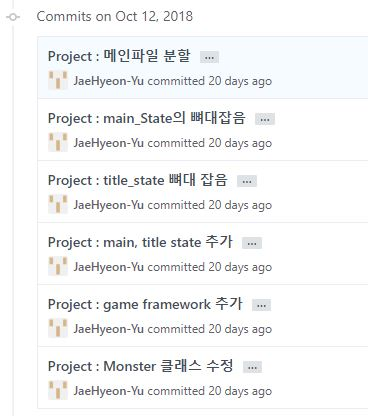 Commits on Oct 12, 2018
Project : 메인파일 분할 ...
JaeHyeon-Yu committed 20 days ago
Project : main_State의 뼈대잡음 ...
JaeHyeon-Yu committed 20 days ago
Project : title_state 뼈대 잡음 ...
JaeHyeon-Yu committed 20 days ago
Project : main, title state 추가 ...
JaeHyeon-Yu committed 20 days ago
Project : game framework 추가 ...
JaeHyeon-Yu committed 20 days ago
Project : Monster 클래스 수정 ...
JaeHyeon-Yu committed 20 days ago